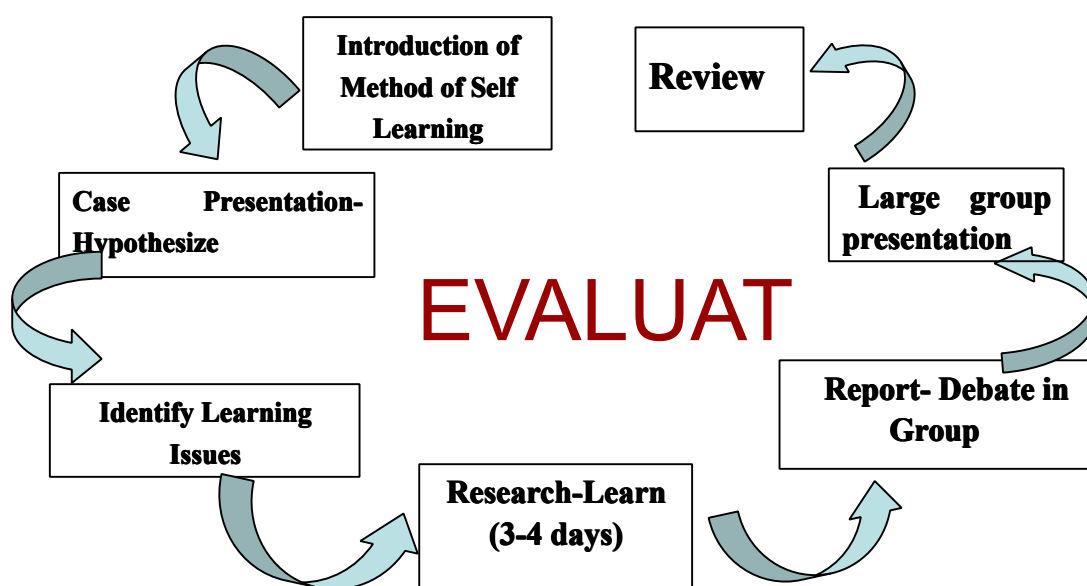 Introduction of
Method of Self
Learning
Case Presentation-
Hypothesize
Identify Learning
Issues
Research-Learn
(3-4 days)
Report- Debate in
Group
Large group
presentation
Review
EVALUAT